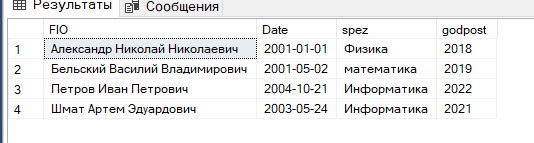 Результаты Сообщения
FIO Date spez godpost
1 Александр Николай Николаевич 2001-01-01 Физика 2018
2 Бельский Василий Владимирович 2001-05-02 математика 2019
3 Петров Иван Петрович 2004-10-21 Информатика 2022
4 Шмат Артем Эдуардович 2003-05-24 Информатика 2021